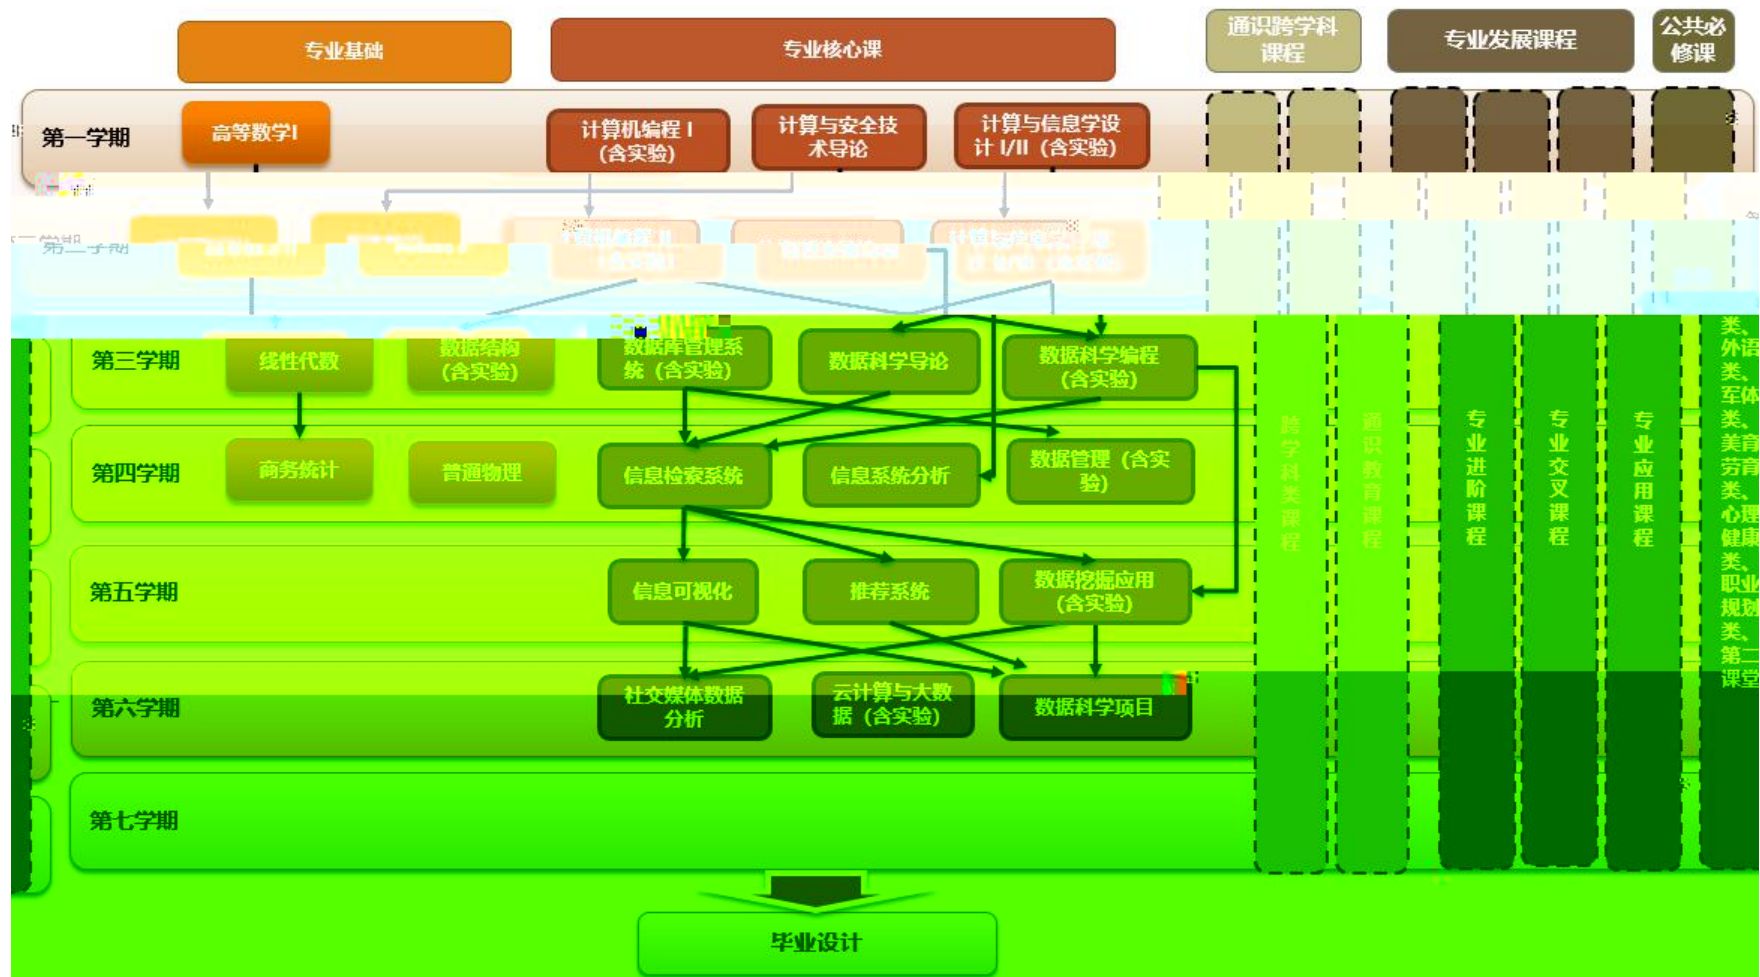 专业基础
专业核心课
通识跨学科
课程
专业发展课程
公共必
修课
第一学期
高等数学I
计算机编程 I
(含实验)
计算与安全技
术导论
计算与信息学设
计 I/II（含实验）
第三学期
线性代数
数据结构
(含实验)
数据库管理系
统（含实验）
数据科学导论
数据科学编程
(含实验)
第四学期
商务统计
普通物理
信息检索系统
信息系统分析
数据管理（含实
验)
第五学期
信息可视化
推荐系统
数据挖掘应用
(含实验)
第六学期
社交媒体数据
分析
云计算与大数
据（含实验）
数据科学项目
第七学期
毕业设计
跨学科类课程
通识教育课程
专业进阶课程
专业交叉课程
专业应用课程
类、
外语
类、
军体
类、
美育
劳育
类、
心理
健康
类、
职业
规划
类、
第二
课堂